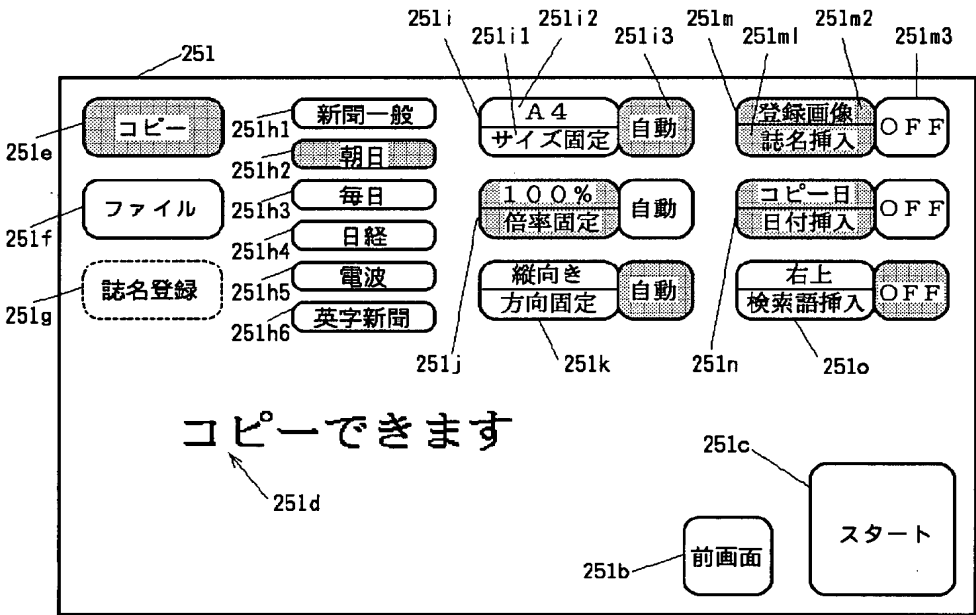 251i 251i2 251m 251m2
251i1 251i3 251ml 251m3
251
コピー 新聞一般 A4 自動 登録画像 OFF
251e 251h1 サイズ固定 誌名挿入
251h2 朝日
ファイル 毎日 100% 自動 コピー日 OFF
251f 251h3 倍率固定 日付挿入
251h4 日経
誌名登録 電波 縦向き 自動 右上 OFF
251g 251h5 方向固定 検索語挿入
251h6 英字新聞
251j 251k 251n 251o
コピーできます
251d
251c
スタート
251b 前画面